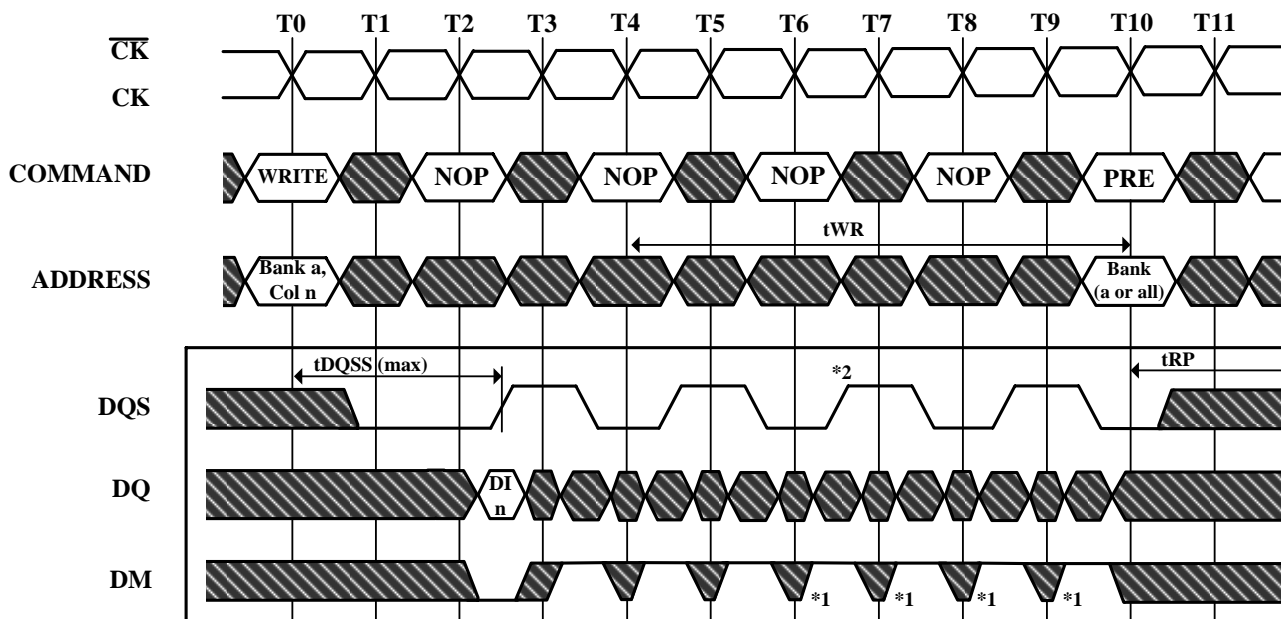 T0 T1 T2 T3 T4 T5 T6 T7 T8 T9 T10 T11
CK
CK
COMMAND WRITE NOP NOP NOP NOP PRE
tWR
ADDRESS Bank a, Col n Bank (a or all)
tDQSS (max) *2 tRP
DQS
DQ DI n
DM *1 *1 *1 *1